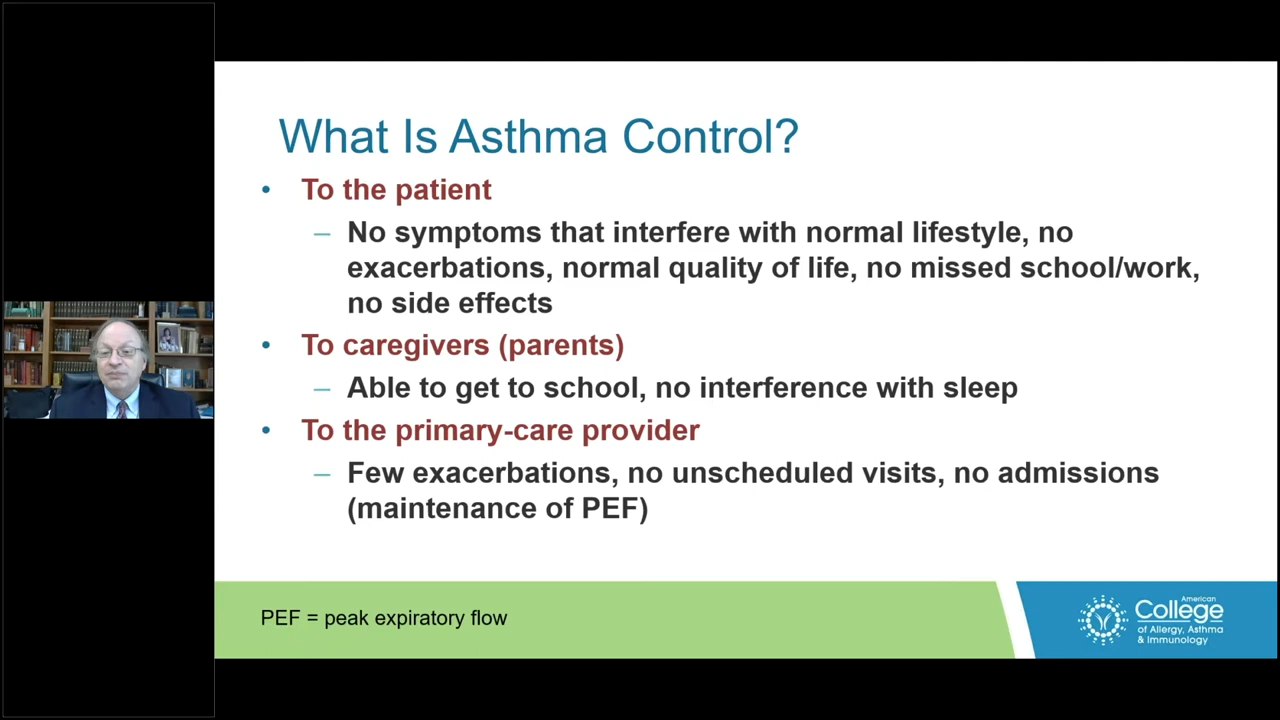 What Is Asthma Control?
• To the patient
– No symptoms that interfere with normal lifestyle, no
exacerbations, normal quality of life, no missed school/work,
no side effects
• To caregivers (parents)
– Able to get to school, no interference with sleep
• To the primary-care provider
– Few exacerbations, no unscheduled visits, no admissions
(maintenance of PEF)
PEF = peak expiratory flow
American
College
of Allergy, Asthma
& Immunology